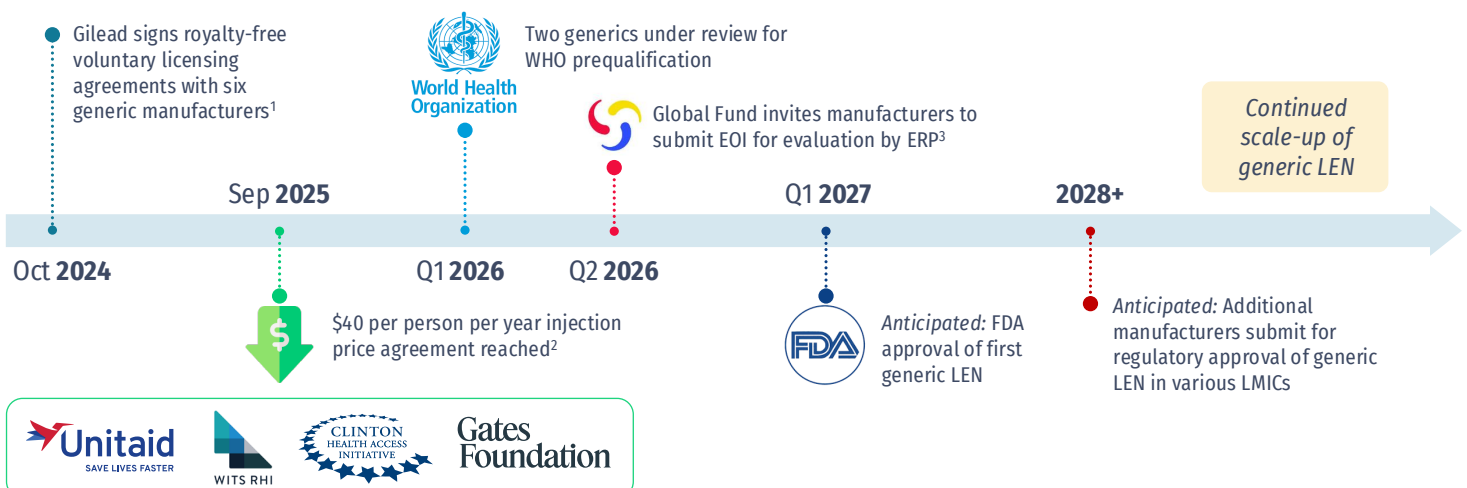 Gilead signs royalty-free
voluntary licensing
agreements with six
generic manufacturers¹
World Health
Organization
Two generics under review for
WHO prequalification
Global Fund invites manufacturers to
submit EOI for evaluation by ERP³
Continued
scale-up of
generic LEN
Sep 2025
Q1 2027
2028+
Oct 2024
Q1 2026
Q2 2026
$
$40 per person per year injection
price agreement reached²
FDA
Anticipated: FDA
approval of first
generic LEN
Anticipated: Additional
manufacturers submit for
regulatory approval of generic
LEN in various LMICs
Unitaid
SAVE LIVES FASTER
WITS RHI
CLINTON
HEALTH ACCESS
INITIATIVE
Gates
Foundation